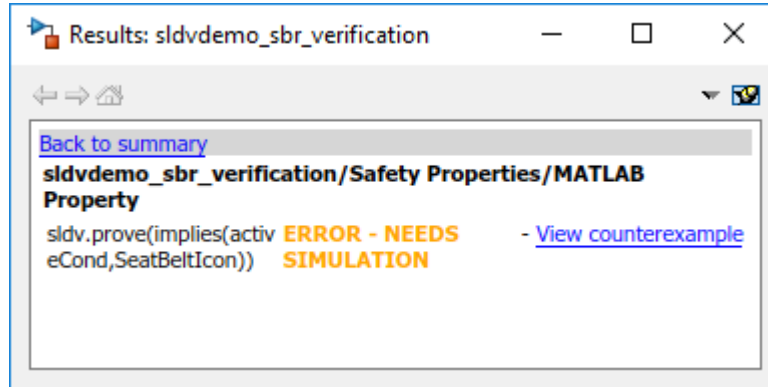 Results: sldvdemo_sbr_verification
Back to summary
sldvdemo_sbr_verification/Safety Properties/MATLAB
Property
sldv.prove(implies(activ ERROR - NEEDS - View counterexample
eCond,SeatBeltIcon)) SIMULATION